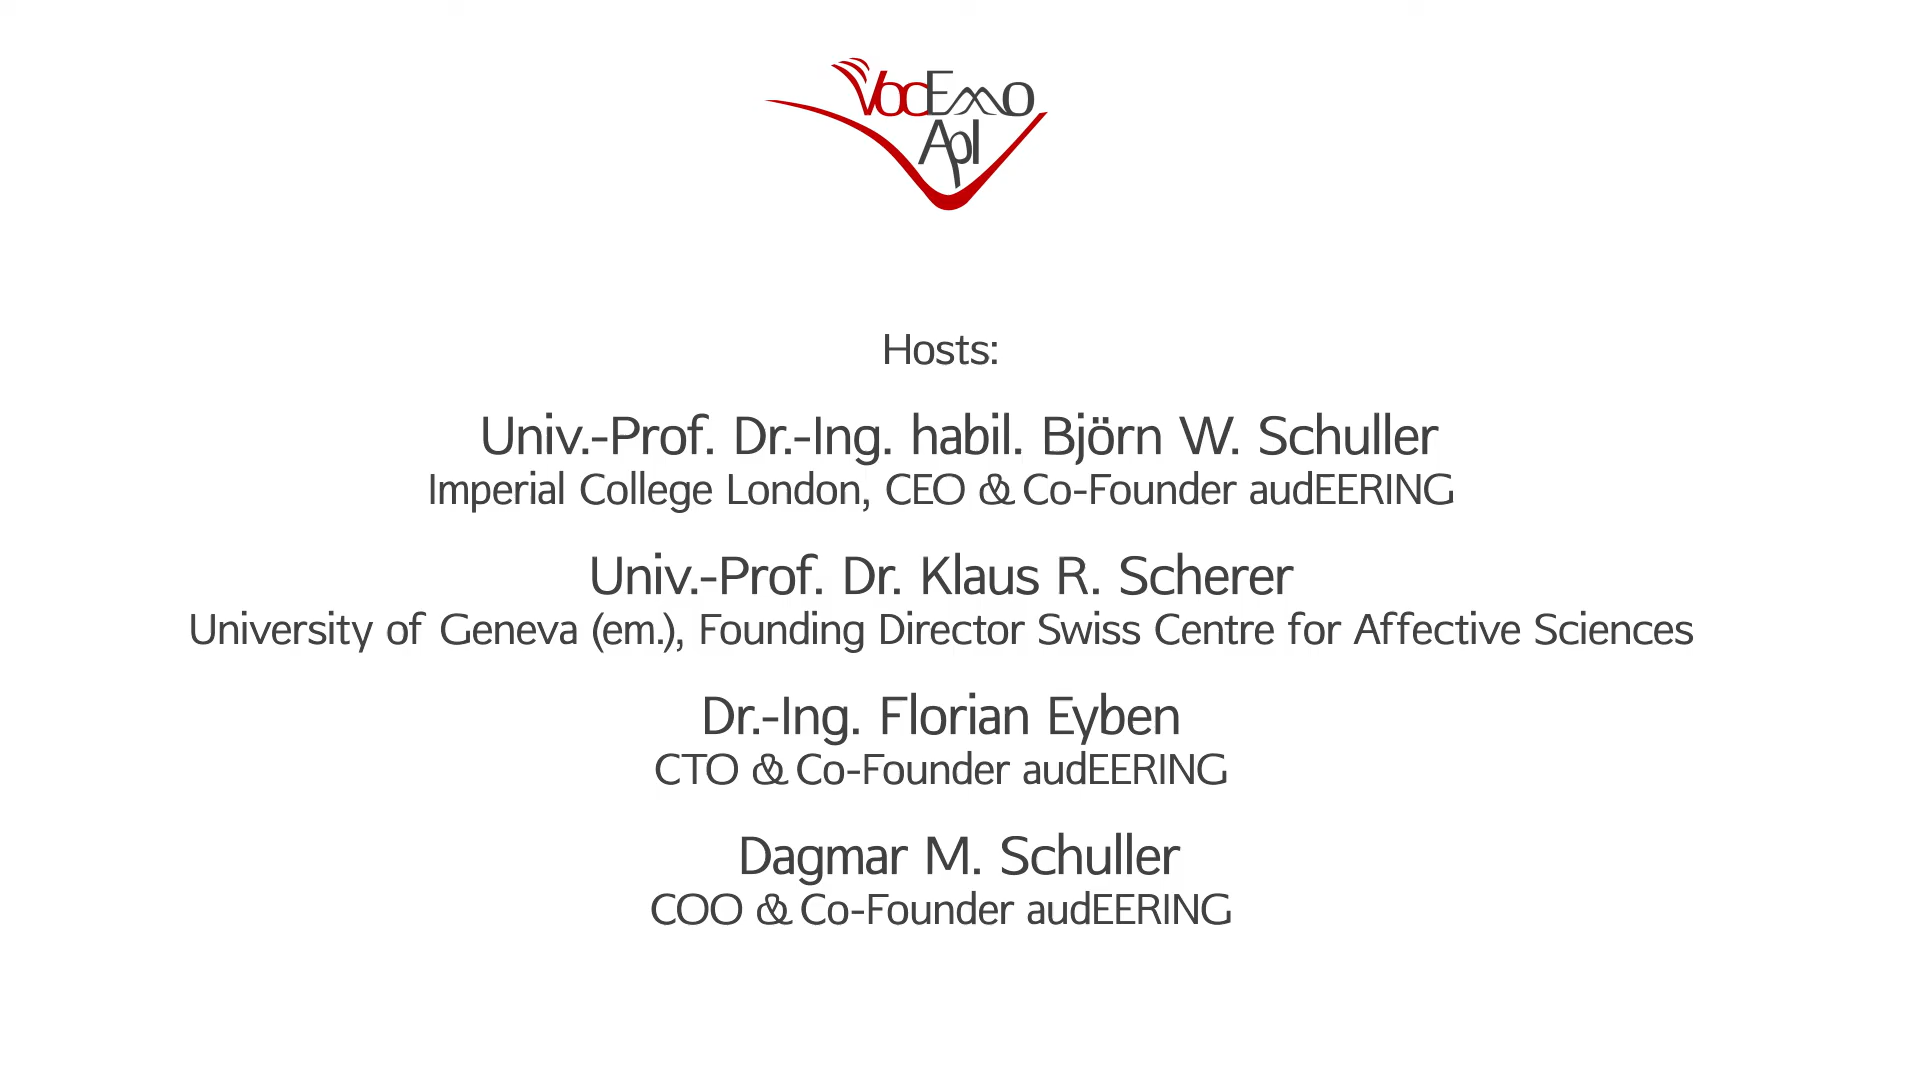 VocEmo
ApI
Hosts:
Univ.-Prof. Dr.-Ing. habil. Björn W. Schuller
Imperial College London, CEO & Co-Founder audEERING
Univ.-Prof. Dr. Klaus R. Scherer
University of Geneva (em.), Founding Director Swiss Centre for Affective Sciences
Dr.-Ing. Florian Eyben
CTO & Co-Founder audEERING
Dagmar M. Schuller
COO & Co-Founder audEERING